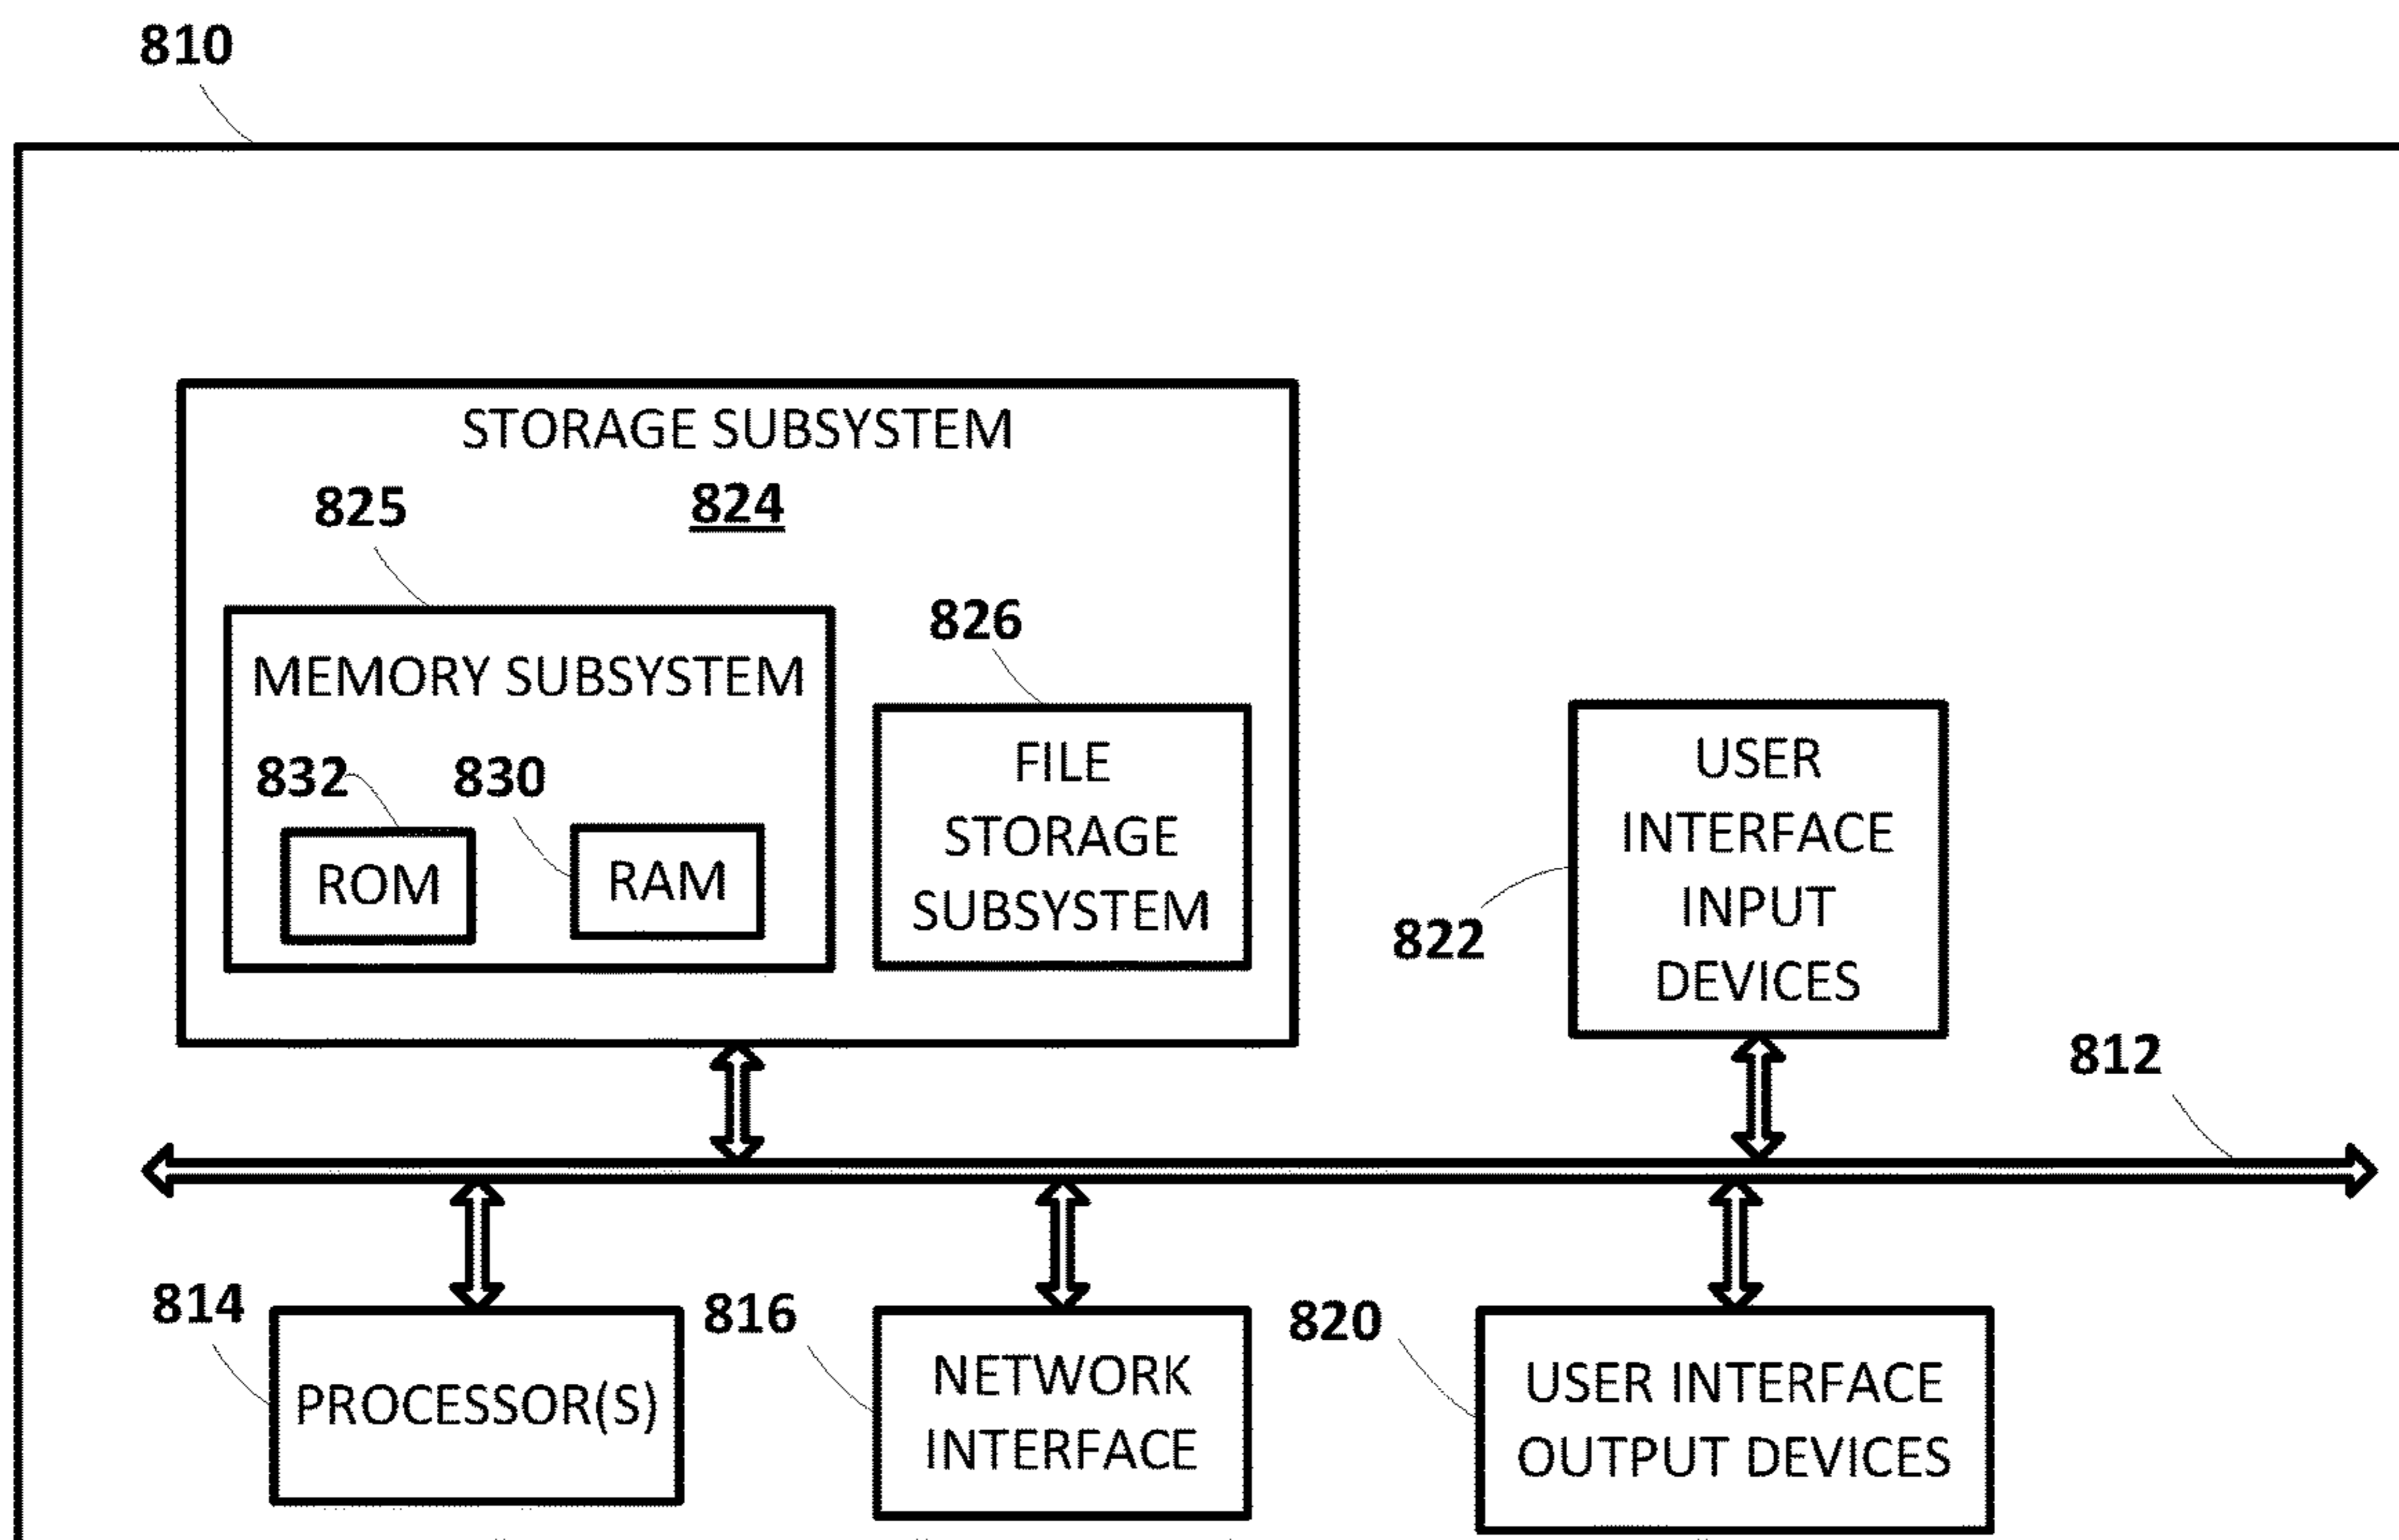 810
STORAGE SUBSYSTEM
824
825
MEMORY SUBSYSTEM
832
830
ROM
RAM
826
FILE
STORAGE
SUBSYSTEM
USER
INTERFACE
INPUT
DEVICES
822
812
814
PROCESSOR(S)
816
NETWORK
INTERFACE
820
USER INTERFACE
OUTPUT DEVICES